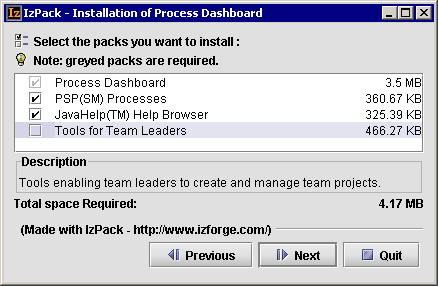 IzPack - Installation of Process Dashboard
Select the packs you want to install :
Note: greyed packs are required.
Process Dashboard 3.5 MB
PSP(SM) Processes 360.67 KB
JavaHelp(TM) Help Browser 325.39 KB
Tools for Team Leaders 466.27 KB
Description
Tools enabling team leaders to create and manage team projects.
Total space Required: 4.17 MB
(Made with IzPack - http://www.izforge.com/)
Previous Next Quit